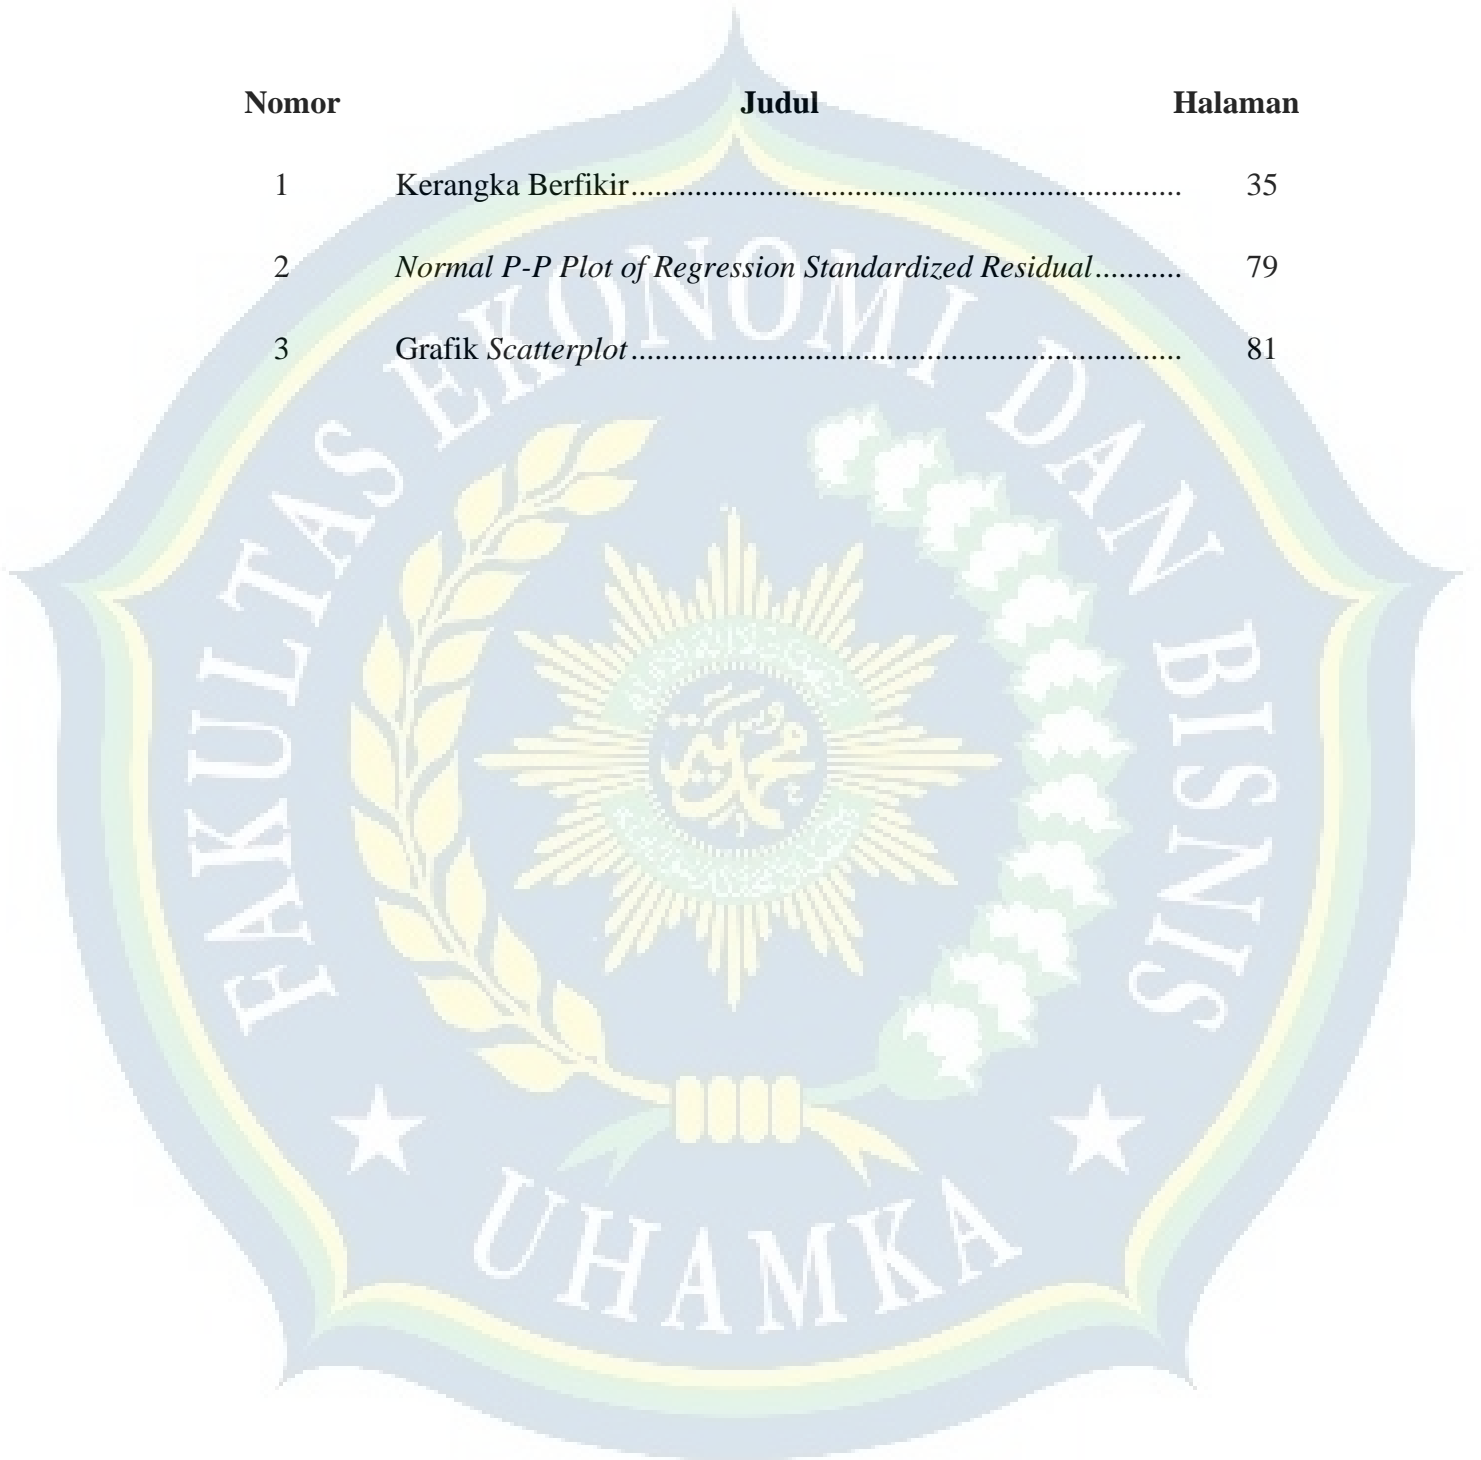 Nomor Judul Halaman
1 Kerangka Berfikir..................................................................... 35
2 Normal P-P Plot of Regression Standardized Residual........... 79
3 Grafik Scatterplot..................................................................... 81
FAKULTAS EKONOMI DAN BISNIS
UHAMKA